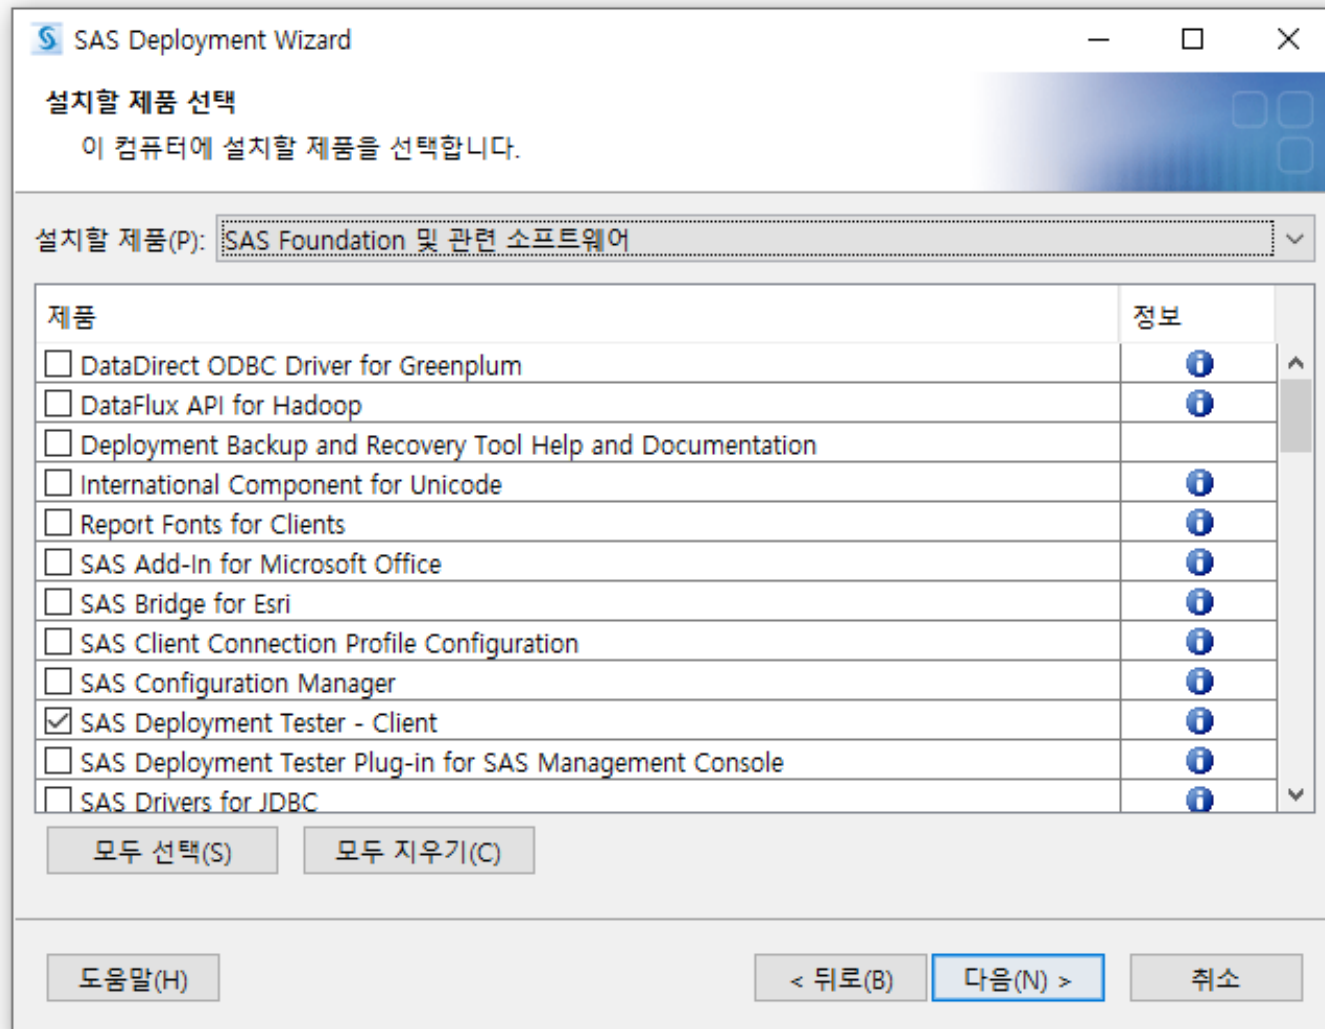 SAS Deployment Wizard
설치할 제품 선택
이 컴퓨터에 설치할 제품을 선택합니다.
설치할 제품(P): SAS Foundation 및 관련 소프트웨어
제품 정보
DataDirect ODBC Driver for Greenplum
DataFlux API for Hadoop
Deployment Backup and Recovery Tool Help and Documentation
International Component for Unicode
Report Fonts for Clients
SAS Add-In for Microsoft Office
SAS Bridge for Esri
SAS Client Connection Profile Configuration
SAS Configuration Manager
SAS Deployment Tester - Client
SAS Deployment Tester Plug-in for SAS Management Console
SAS Drivers for JDBC
모두 선택(S) 모두 지우기(C)
도움말(H) < 뒤로(B) 다음(N) > 취소